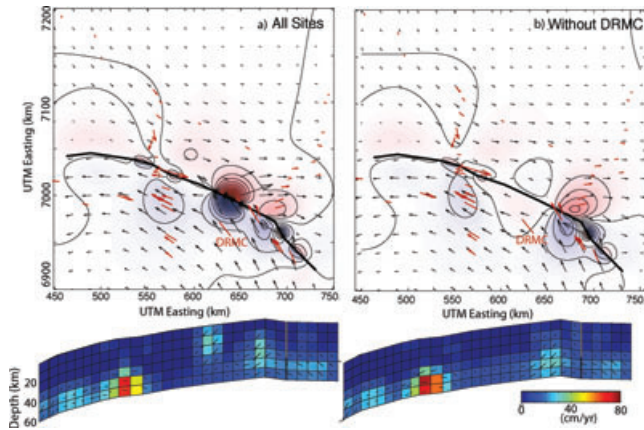 a) All Sites
b) Without DRMC
7200
7100
7000
6900
UTM Easting (km)
DRMC
DRMC
450 500 550 600 650 700 750
450 500 550 600 650 700 750
UTM Easting (km)
UTM Easting (km)
Depth (km)
20
40
60
0 40 80
(cm/yr)